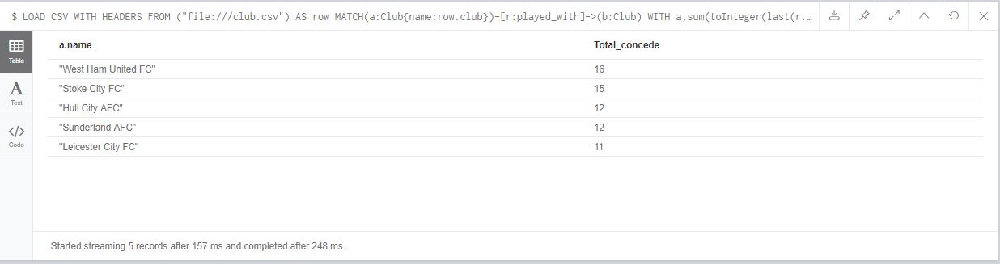 $ LOAD CSV WITH HEADERS FROM ("file:///club.csv") AS row MATCH(a:Club{name:row.club})-[r:played_with]->(b:Club) WITH a,sum(toInteger(last(r.…
Table
A
Text
</>
Code
a.name Total_concede
"West Ham United FC" 16
"Stoke City FC" 15
"Hull City AFC" 12
"Sunderland AFC" 12
"Leicester City FC" 11
Started streaming 5 records after 157 ms and completed after 248 ms.